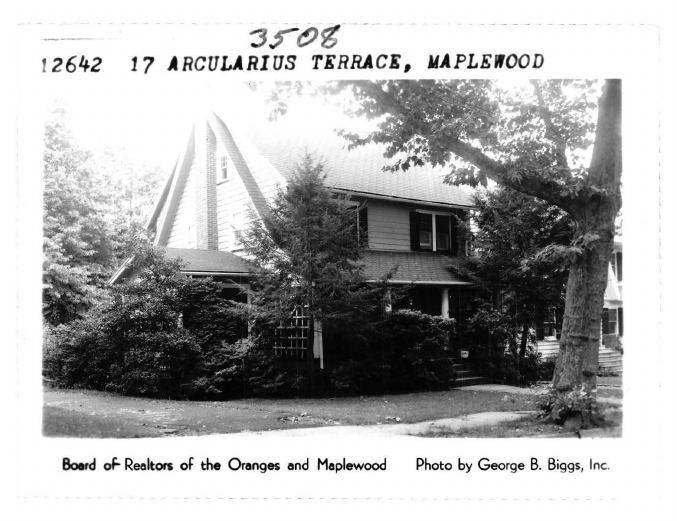 3508
12642 17 ARCULARIUS TERRACE, MAPLEWOOD
Board of Realtors of the Oranges and Maplewood Photo by George B. Biggs, Inc.